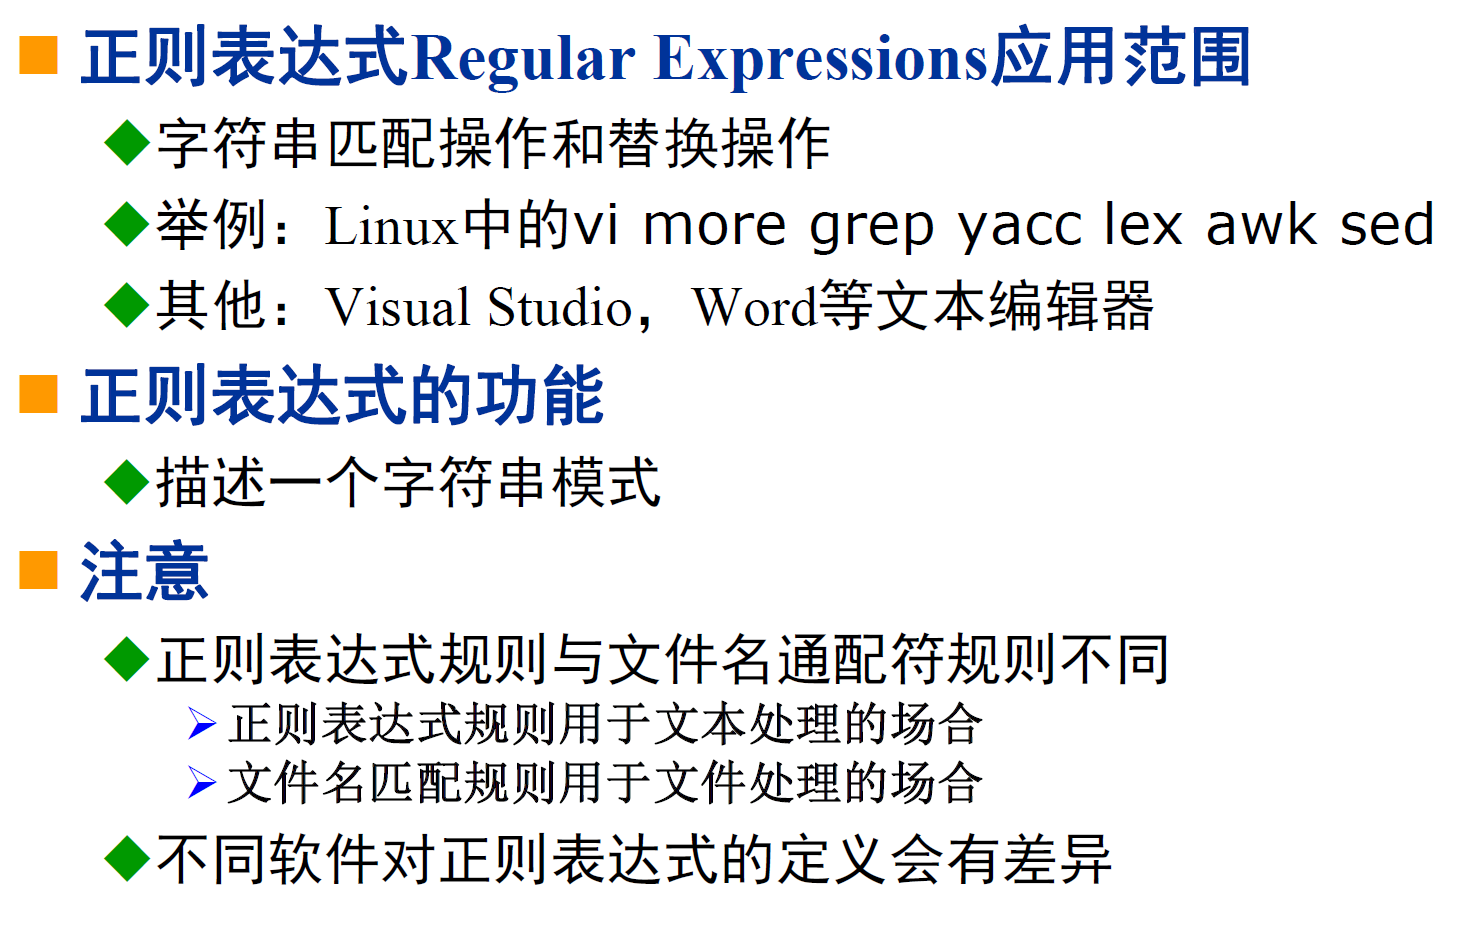 正则表达式Regular Expressions应用范围
字符串匹配操作和替换操作
举例：Linux中的vi more grep yacc lex awk sed
其他：Visual Studio，Word等文本编辑器
正则表达式的功能
描述一个字符串模式
注意
正则表达式规则与文件名通配符规则不同
正则表达式规则用于文本处理的场合
文件名匹配规则用于文件处理的场合
不同软件对正则表达式的定义会有差异